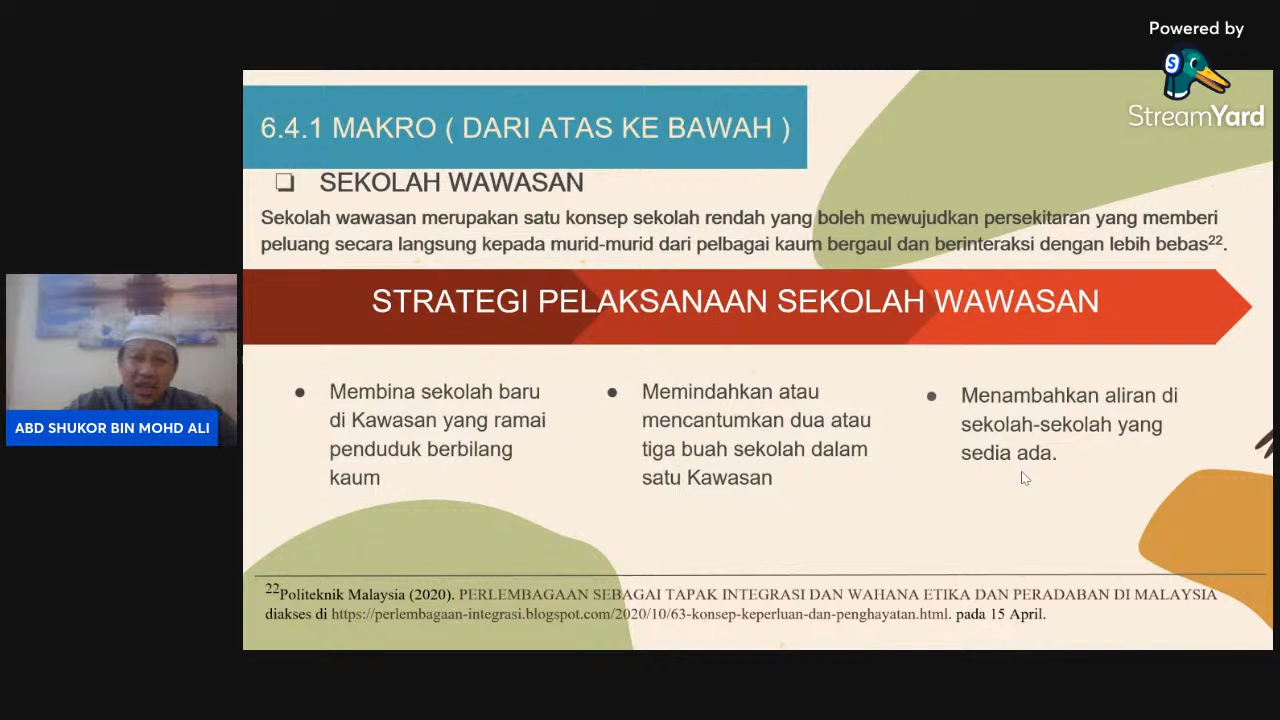 Powered by
StreamYard
6.4.1 MAKRO ( DARI ATAS KE BAWAH )
❏ SEKOLAH WAWASAN
Sekolah wawasan merupakan satu konsep sekolah rendah yang boleh mewujudkan persekitaran yang memberi
peluang secara langsung kepada murid-murid dari pelbagai kaum bergaul dan berinteraksi dengan lebih bebas²².
STRATEGI PELAKSANAAN SEKOLAH WAWASAN
● Membina sekolah baru
di Kawasan yang ramai
penduduk berbilang
kaum
● Memindahkan atau
mencantumkan dua atau
tiga buah sekolah dalam
satu Kawasan
● Menambahkan aliran di
sekolah-sekolah yang
sedia ada.
ABD SHUKOR BIN MOHD ALI
²²Politeknik Malaysia (2020). PERLEMBAGAAN SEBAGAI TAPAK INTEGRASI DAN WAHANA ETIKA DAN PERADABAN DI MALAYSIA
diakses di https://perlembagaan-integrasi.blogspot.com/2020/10/63-konsep-keperluan-dan-penghayatan.html. pada 15 April.